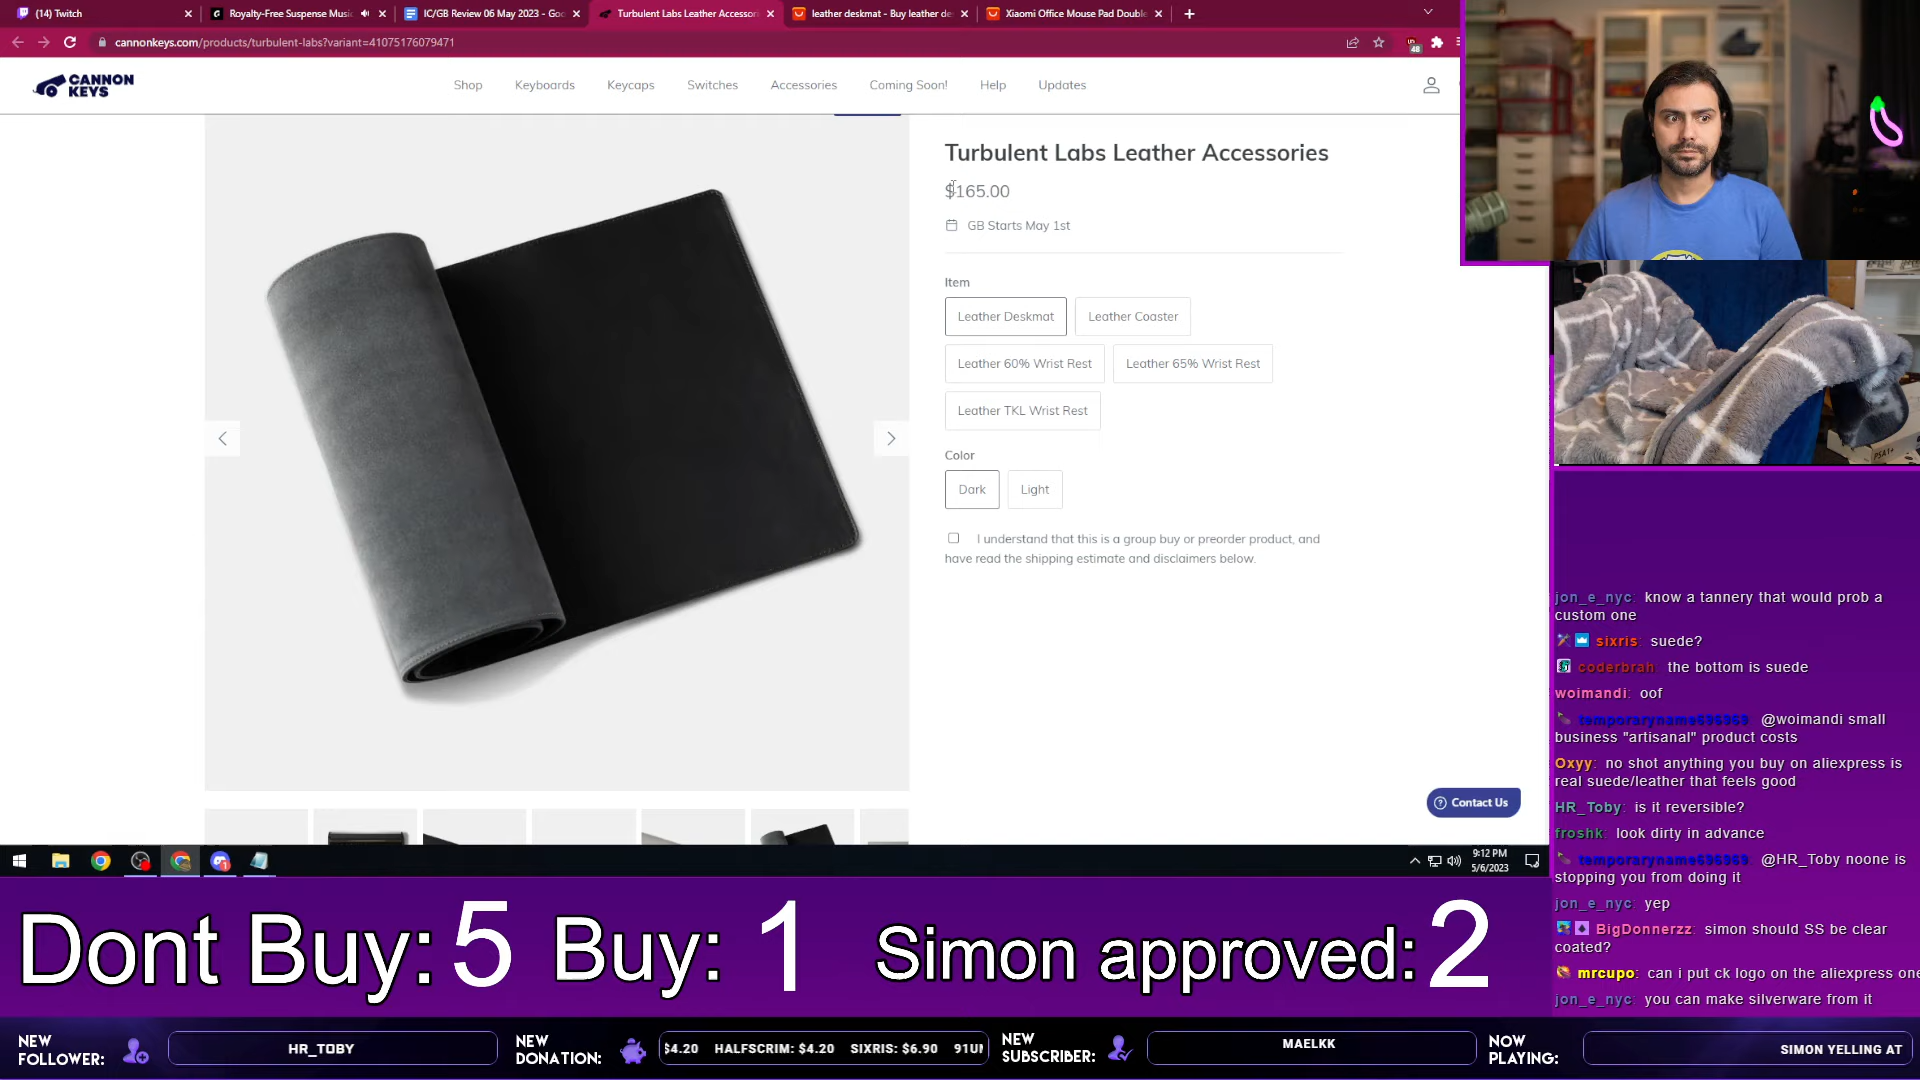 (14) Twitch
Royalty-Free Suspense Music
IC/GB Review 06 May 2023 - Goo
Turbulent Labs Leather Accessori
leather deskmat - Buy leather de
Xiaomi Office Mouse Pad Double
cannonkeys.com/products/turbulent-labs?variant=41075176079471
48
CANNON
KEYS
Shop
Keyboards
Keycaps
Switches
Accessories
Coming Soon!
Help
Updates
Turbulent Labs Leather Accessories
$165.00
GB Starts May 1st
Item
Leather Deskmat
Leather Coaster
Leather 60% Wrist Rest
Leather 65% Wrist Rest
Leather TKL Wrist Rest
Color
Dark
Light
I understand that this is a group buy or preorder product, and
have read the shipping estimate and disclaimers below.
Contact Us
9:12 PM
5/6/2023
jon_e_nyc: know a tannery that would prob a
custom one
sixris: suede?
coderbrah: the bottom is suede
woimandi: oof
temporaryname696969: @woimandi small
business "artisanal" product costs
Oxyy: no shot anything you buy on aliexpress is
real suede/leather that feels good
HR_Toby: is it reversible?
froshk: look dirty in advance
temporaryname696969: @HR_Toby noone is
stopping you from doing it
jon_e_nyc: yep
BigDonnerzz: simon should SS be clear
coated?
mrcupo: can i put ck logo on the aliexpress one
jon_e_nyc: you can make silverware from it
Dont Buy: 5 Buy: 1 Simon approved: 2
NEW
FOLLOWER:
HR_TOBY
NEW
DONATION:
$4.20 HALFSCRIM: $4.20 SIXRIS: $6.90 91U
NEW
SUBSCRIBER:
MAELKK
NOW
PLAYING:
SIMON YELLING AT